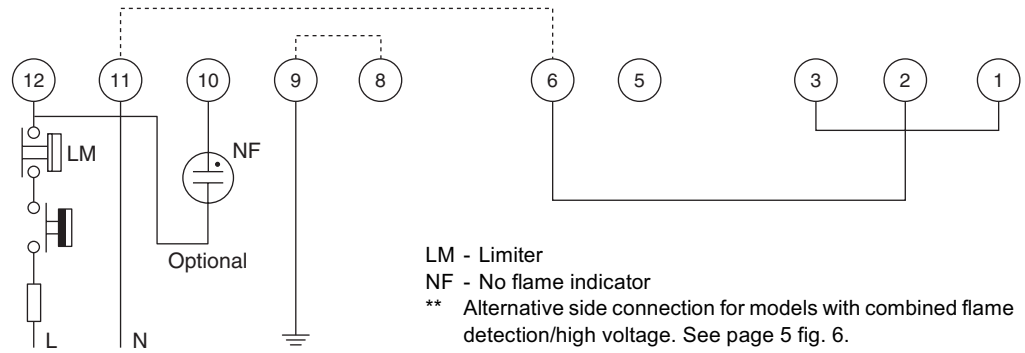 12 11 10 9 8 6 5 3 2 1
LM
NF
Optional
L N
LM - Limiter
NF - No flame indicator
** Alternative side connection for models with combined flame
detection/high voltage. See page 5 fig. 6.